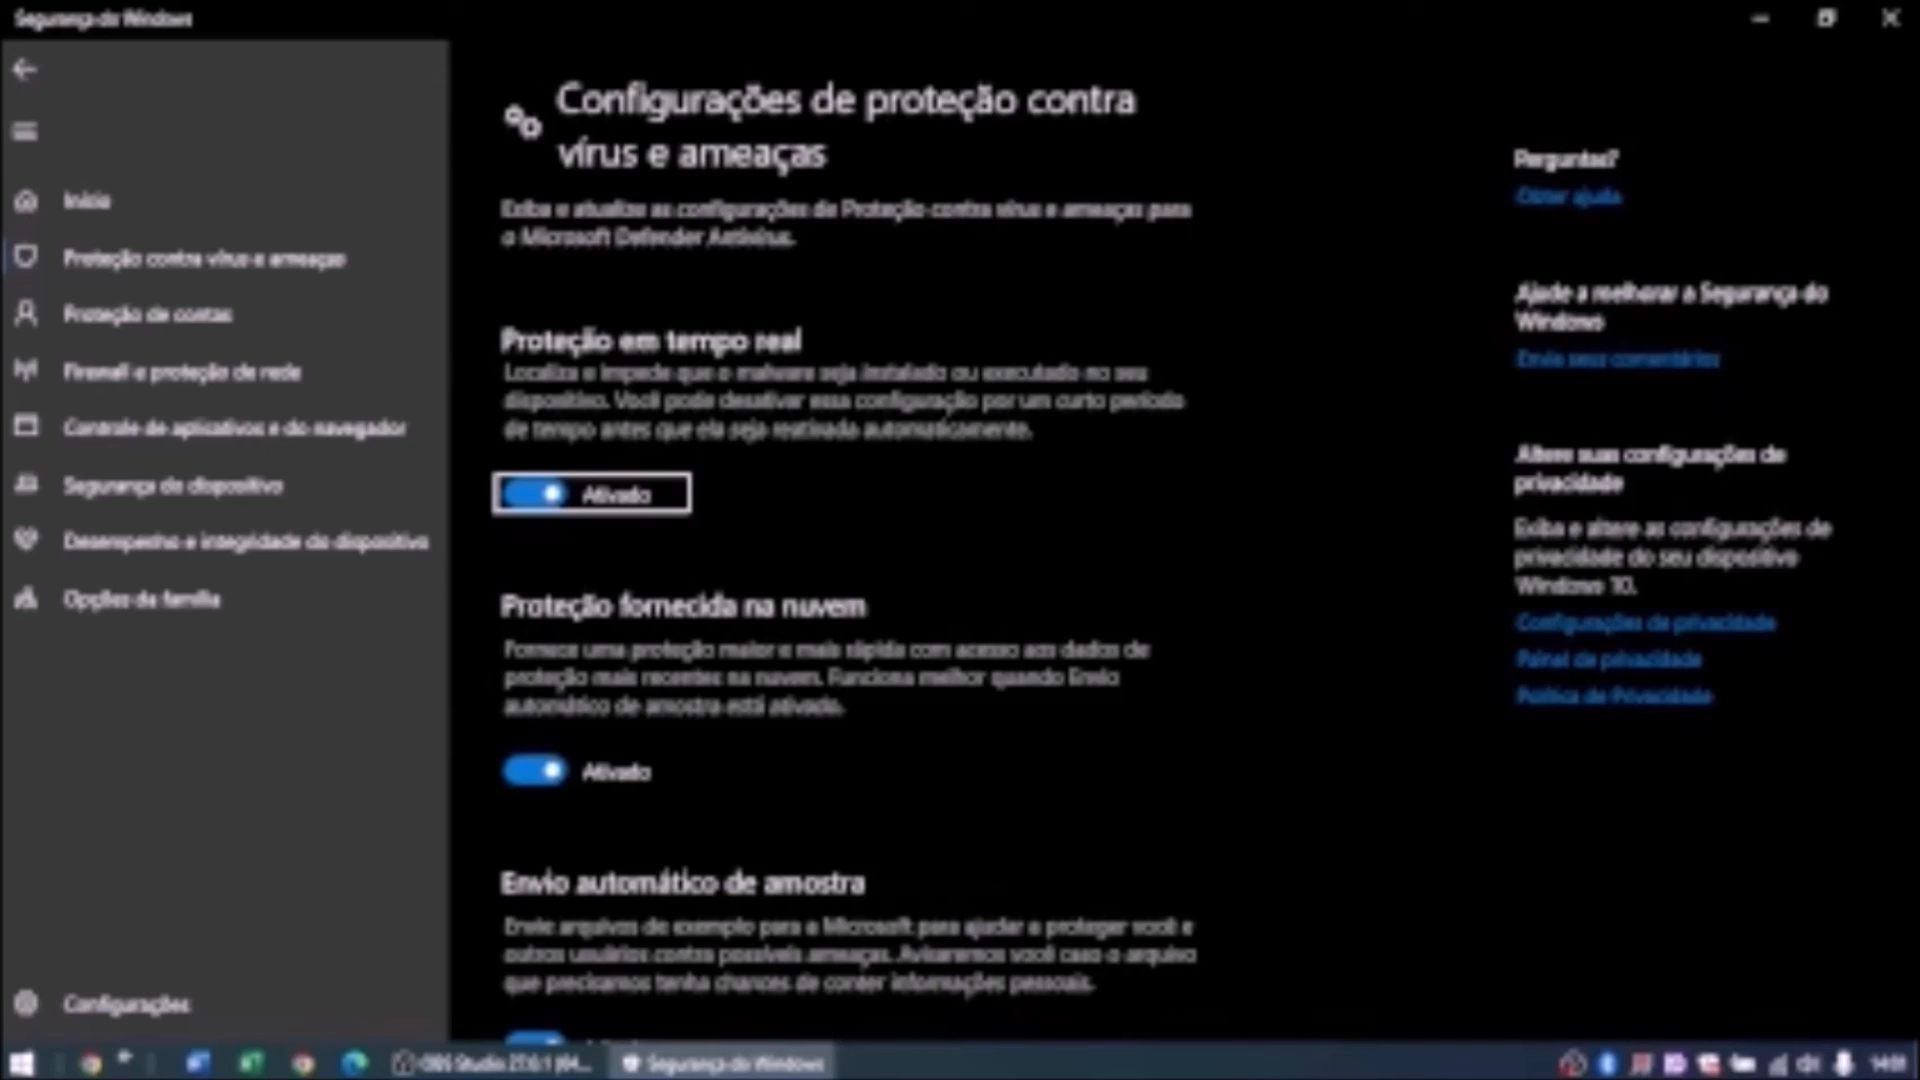 Segurança do Windows
Configurações de proteção contra
vírus e ameaças
Exiba e atualize as configurações de Proteção contra vírus e ameaças para
o Microsoft Defender Antivírus.
Início
Proteção contra vírus e ameaças
Proteção de contas
Firewall e proteção de rede
Controle de aplicativos e do navegador
Segurança do dispositivo
Desempenho e integridade do dispositivo
Opções da família
Configurações
Proteção em tempo real
Localiza e impede que o malware seja instalado ou executado no seu
dispositivo. Você pode desativar essa configuração por um curto período
de tempo antes que ela seja reativada automaticamente.
Ativado
Proteção fornecida na nuvem
Fornece uma proteção maior e mais rápida com acesso aos dados de
proteção mais recentes na nuvem. Funciona melhor quando Envio
automático de amostra está ativado.
Ativado
Envio automático de amostra
Envie arquivos de exemplo para a Microsoft para ajudar a proteger você e
outros usuários contra possíveis ameaças. Avisaremos você caso o arquivo
que precisamos tenha chances de conter informações pessoais.
Perguntas?
Obter ajuda
Ajude a melhorar a Segurança do
Windows
Envie seus comentários
Altere suas configurações de
privacidade
Exiba e altere as configurações de
privacidade do seu dispositivo
Windows 10.
Configurações de privacidade
Painel de privacidade
Política de Privacidade
OBS Studio
Segurança do Windows